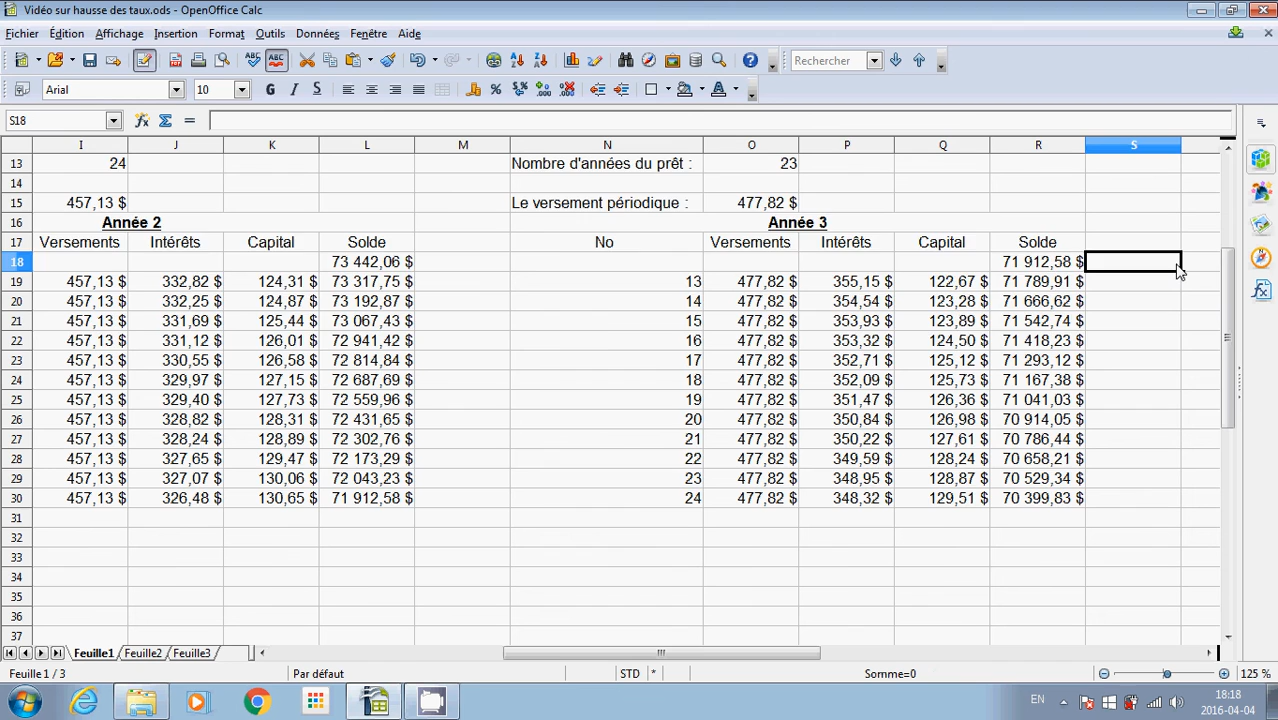 Vidéo sur hausse des taux.ods - OpenOffice Calc
Fichier Édition Affichage Insertion Format Outils Données Fenêtre Aide
Rechercher
Arial 10 G I S
S18
I J K L M N O P Q R S
13 24 Nombre d'années du prêt : 23
14
15 457,13 $ Le versement périodique : 477,82 $
16 Année 2 Année 3
17 Versements Intérêts Capital Solde No Versements Intérêts Capital Solde
18 73 442,06 $ 71 912,58 $
19 457,13 $ 332,82 $ 124,31 $ 73 317,75 $ 13 477,82 $ 355,15 $ 122,67 $ 71 789,91 $
20 457,13 $ 332,25 $ 124,87 $ 73 192,87 $ 14 477,82 $ 354,54 $ 123,28 $ 71 666,62 $
21 457,13 $ 331,69 $ 125,44 $ 73 067,43 $ 15 477,82 $ 353,93 $ 123,89 $ 71 542,74 $
22 457,13 $ 331,12 $ 126,01 $ 72 941,42 $ 16 477,82 $ 353,32 $ 124,50 $ 71 418,23 $
23 457,13 $ 330,55 $ 126,58 $ 72 814,84 $ 17 477,82 $ 352,71 $ 125,12 $ 71 293,12 $
24 457,13 $ 329,97 $ 127,15 $ 72 687,69 $ 18 477,82 $ 352,09 $ 125,73 $ 71 167,38 $
25 457,13 $ 329,40 $ 127,73 $ 72 559,96 $ 19 477,82 $ 351,47 $ 126,36 $ 71 041,03 $
26 457,13 $ 328,82 $ 128,31 $ 72 431,65 $ 20 477,82 $ 350,84 $ 126,98 $ 70 914,05 $
27 457,13 $ 328,24 $ 128,89 $ 72 302,76 $ 21 477,82 $ 350,22 $ 127,61 $ 70 786,44 $
28 457,13 $ 327,65 $ 129,47 $ 72 173,29 $ 22 477,82 $ 349,59 $ 128,24 $ 70 658,21 $
29 457,13 $ 327,07 $ 130,06 $ 72 043,23 $ 23 477,82 $ 348,95 $ 128,87 $ 70 529,34 $
30 457,13 $ 326,48 $ 130,65 $ 71 912,58 $ 24 477,82 $ 348,32 $ 129,51 $ 70 399,83 $
31
32
33
34
35
36
37
Feuille1 Feuille2 Feuille3
Feuille 1 / 3 Par défaut STD * Somme=0 125 %
EN 18:18
2016-04-04